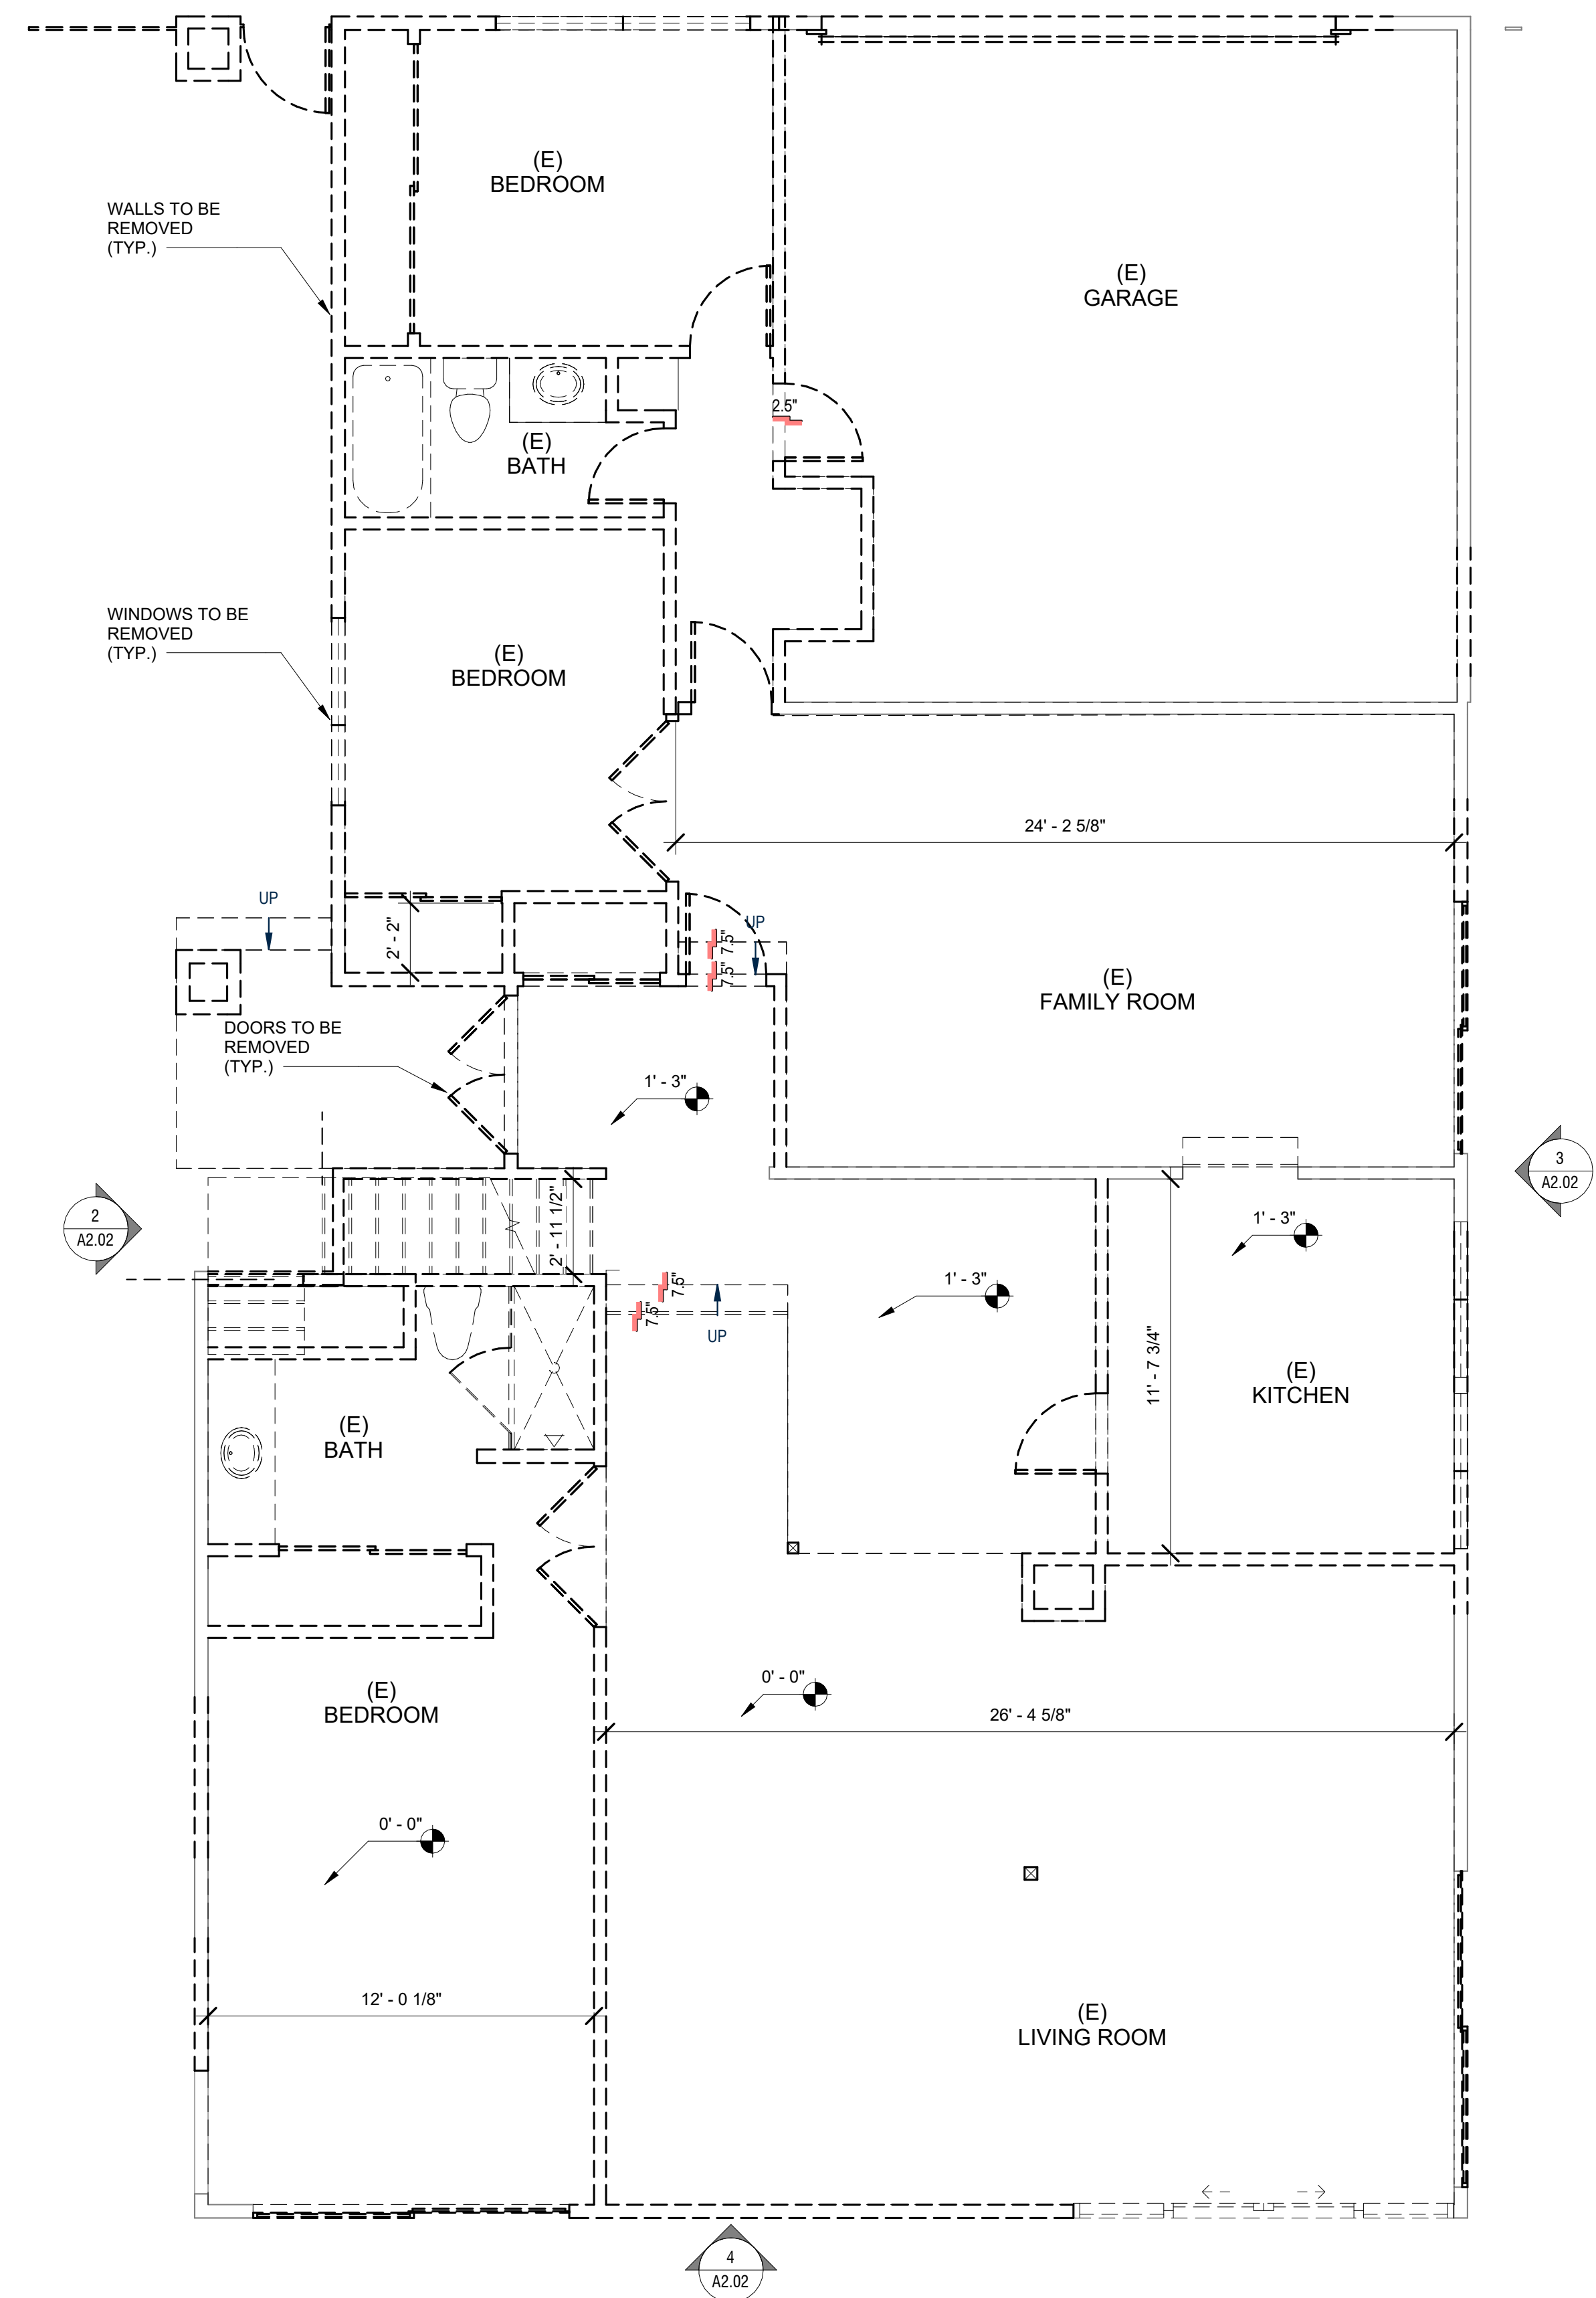 (E)
BEDROOM
WALLS TO BE
REMOVED
(TYP.)
(E)
GARAGE
2.5"
(E)
BATH
WINDOWS TO BE
REMOVED
(TYP.)
(E)
BEDROOM
24' - 2 5/8"
UP
2' - 2"
UP
7.5"
7.5"
(E)
FAMILY ROOM
DOORS TO BE
REMOVED
(TYP.)
1' - 3"
3
A2.02
2
A2.02
2' - 11 1/2"
1' - 3"
1' - 3"
7.5"
7.5"
UP
11' - 7 3/4"
(E)
KITCHEN
(E)
BATH
(E)
BEDROOM
0' - 0"
26' - 4 5/8"
0' - 0"
12' - 0 1/8"
(E)
LIVING ROOM
4
A2.02